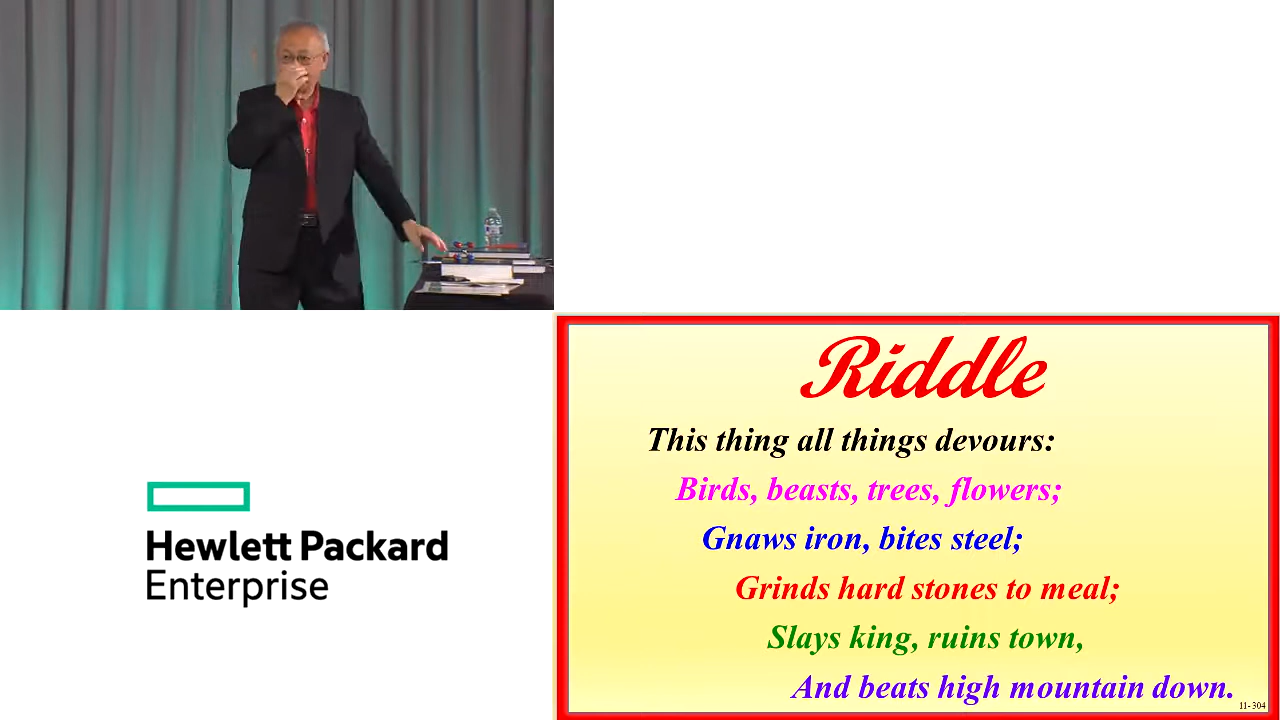 Hewlett Packard
Enterprise
Riddle
This thing all things devours:
Birds, beasts, trees, flowers;
Gnaws iron, bites steel;
Grinds hard stones to meal;
Slays king, ruins town,
And beats high mountain down.
11-304